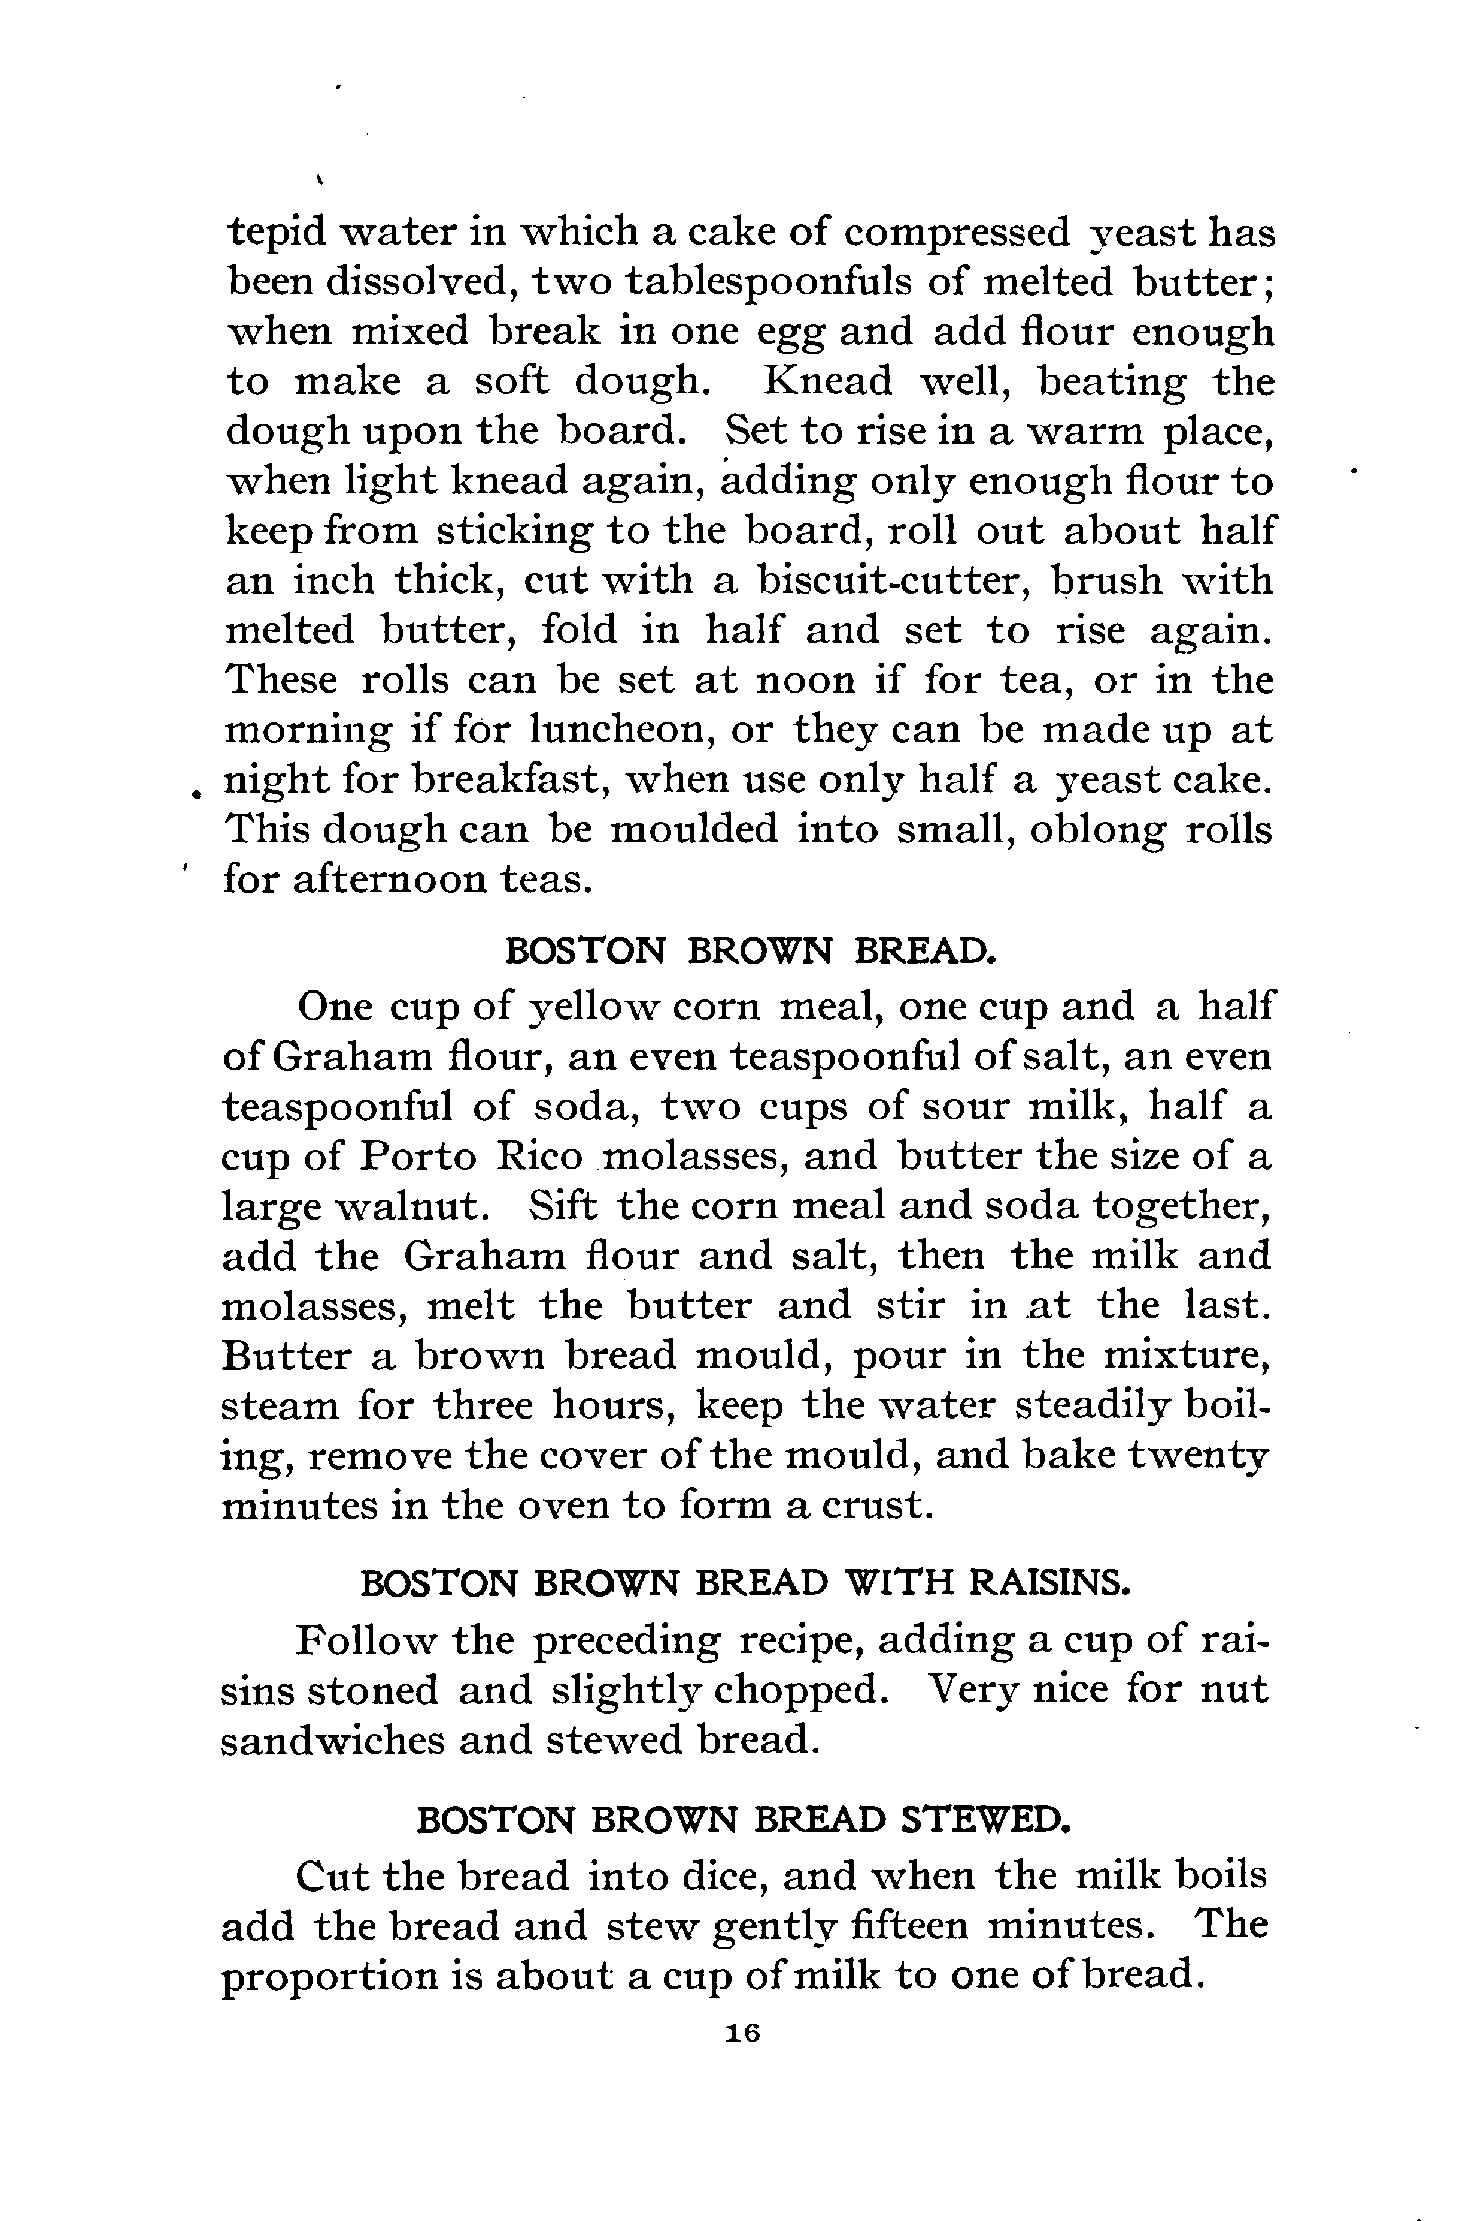 tepid water in which a cake of compressed yeast has
been dissolved, two tablespoonfuls of melted butter;
when mixed break in one egg and add flour enough
to make a soft dough. Knead well, beating the
dough upon the board. Set to rise in a warm place,
when light knead again, adding only enough flour to
keep from sticking to the board, roll out about half
an inch thick, cut with a biscuit-cutter, brush with
melted butter, fold in half and set to rise again.
These rolls can be set at noon if for tea, or in the
morning if for luncheon, or they can be made up at
night for breakfast, when use only half a yeast cake.
This dough can be moulded into small, oblong rolls
for afternoon teas.
BOSTON BROWN BREAD.
One cup of yellow corn meal, one cup and a half
of Graham flour, an even teaspoonful of salt, an even
teaspoonful of soda, two cups of sour milk, half a
cup of Porto Rico molasses, and butter the size of a
large walnut. Sift the corn meal and soda together,
add the Graham flour and salt, then the milk and
molasses, melt the butter and stir in at the last.
Butter a brown bread mould, pour in the mixture,
steam for three hours, keep the water steadily boil-
ing, remove the cover of the mould, and bake twenty
minutes in the oven to form a crust.
BOSTON BROWN BREAD WITH RAISINS.
Follow the preceding recipe, adding a cup of rai-
sins stoned and slightly chopped. Very nice for nut
sandwiches and stewed bread.
BOSTON BROWN BREAD STEWED.
Cut the bread into dice, and when the milk boils
add the bread and stew gently fifteen minutes. The
proportion is about a cup of milk to one of bread.
16